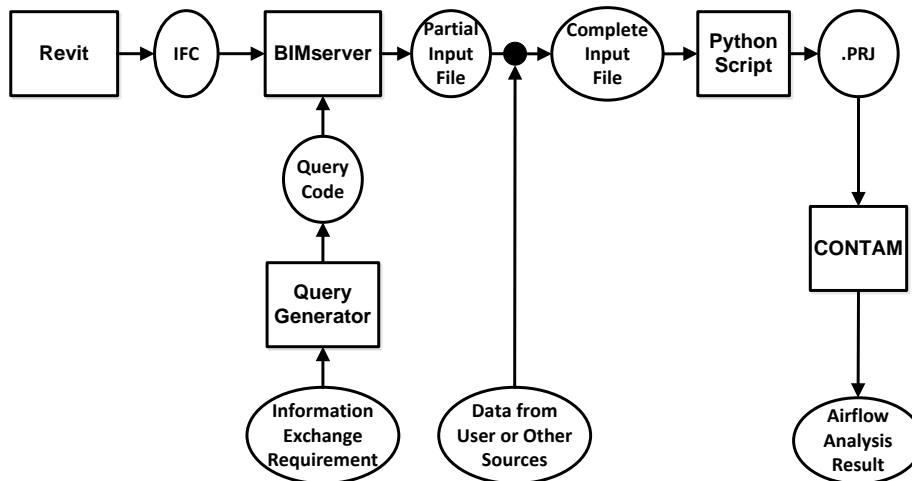 Revit
IFC
BIMserver
Partial
Input
File
Complete
Input
File
Python
Script
.PRJ
Query
Code
CONTAM
Query
Generator
Information
Exchange
Requirement
Data from
User or Other
Sources
Airflow
Analysis
Result